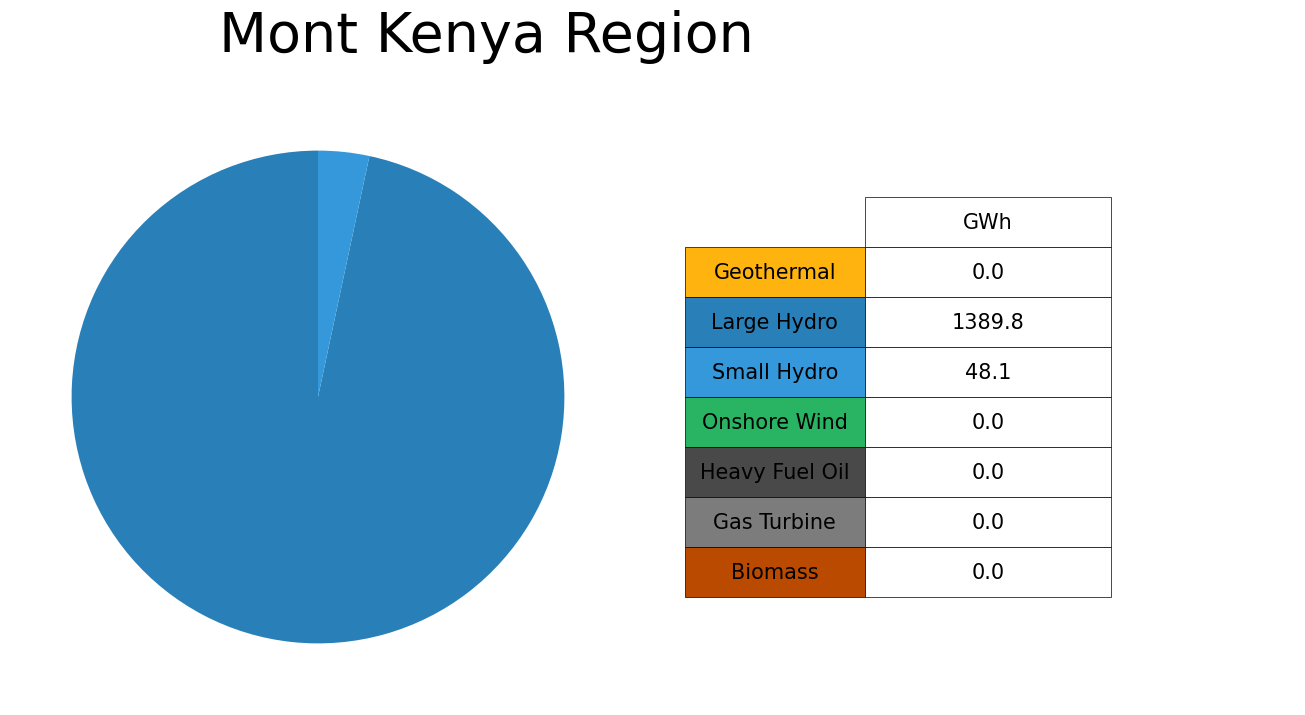 Mont Kenya Region
GWh
Geothermal 0.0
Large Hydro 1389.8
Small Hydro 48.1
Onshore Wind 0.0
Heavy Fuel Oil 0.0
Gas Turbine 0.0
Biomass 0.0